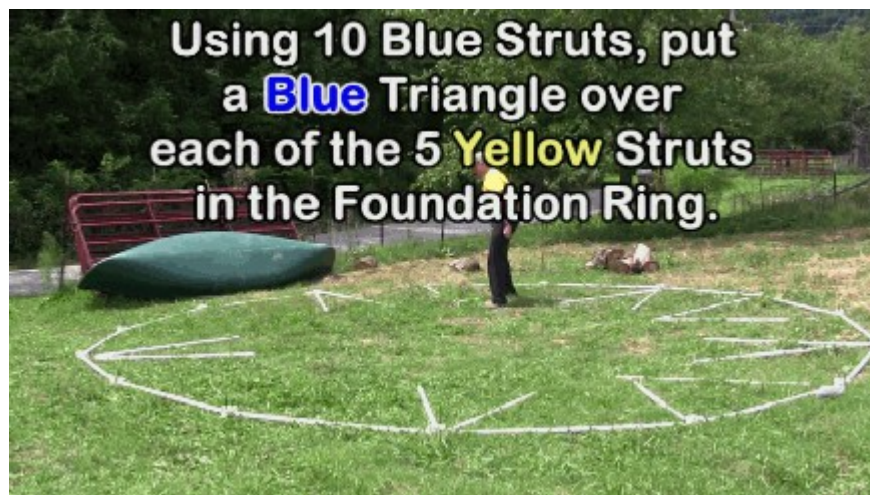 Using 10 Blue Struts, put
a Blue Triangle over
each of the 5 Yellow Struts
in the Foundation Ring.